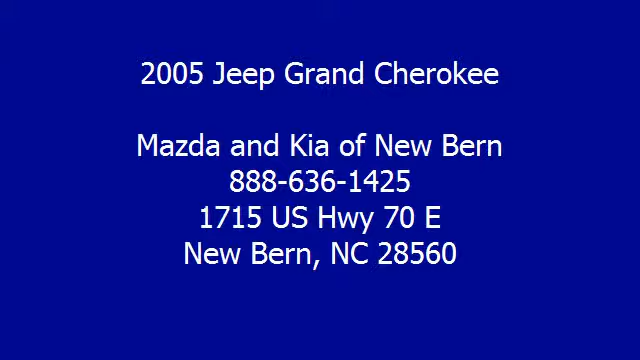 2005 Jeep Grand Cherokee
Mazda and Kia of New Bern
888-636-1425
1715 US Hwy 70 E
New Bern, NC 28560